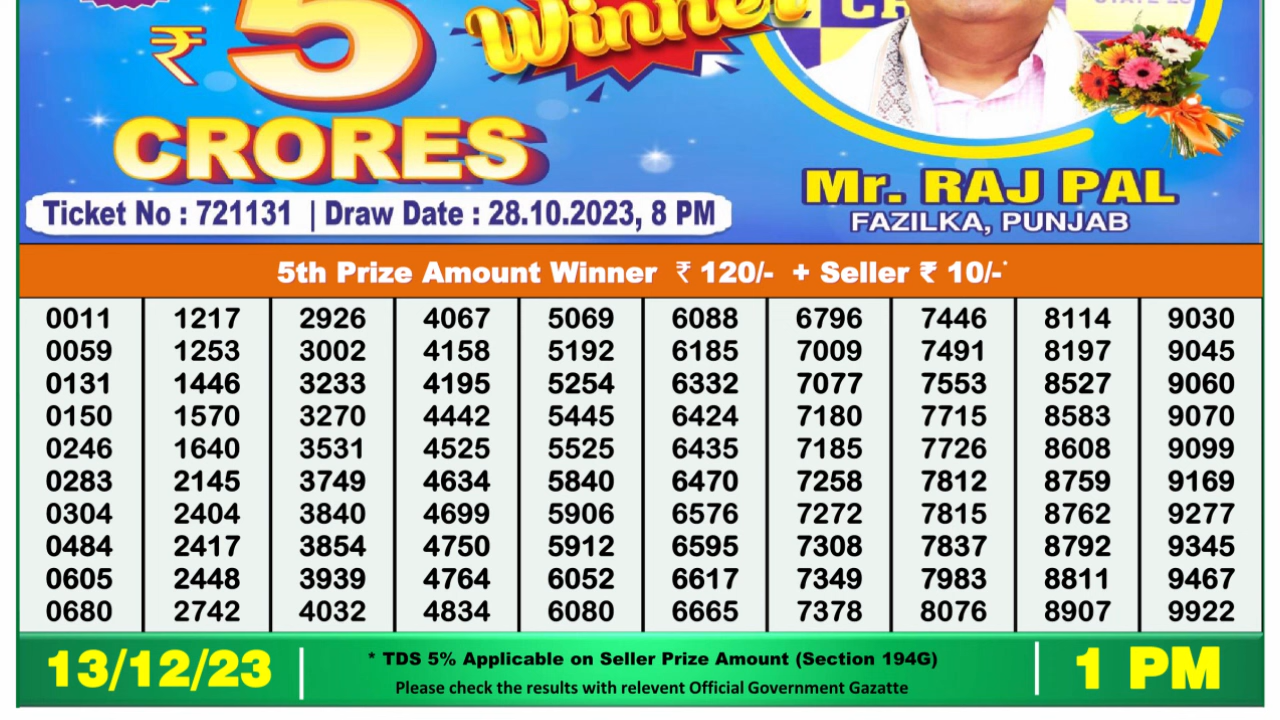 Winner
₹ 5
CRORES
Ticket No : 721131 | Draw Date : 28.10.2023, 8 PM
Mr. RAJ PAL
FAZILKA, PUNJAB
5th Prize Amount Winner ₹ 120/- + Seller ₹ 10/-*
0011 1217 2926 4067 5069 6088 6796 7446 8114 9030
0059 1253 3002 4158 5192 6185 7009 7491 8197 9045
0131 1446 3233 4195 5254 6332 7077 7553 8527 9060
0150 1570 3270 4442 5445 6424 7180 7715 8583 9070
0246 1640 3531 4525 5525 6435 7185 7726 8608 9099
0283 2145 3749 4634 5840 6470 7258 7812 8759 9169
0304 2404 3840 4699 5906 6576 7272 7815 8762 9277
0484 2417 3854 4750 5912 6595 7308 7837 8792 9345
0605 2448 3939 4764 6052 6617 7349 7983 8811 9467
0680 2742 4032 4834 6080 6665 7378 8076 8907 9922
13/12/23
* TDS 5% Applicable on Seller Prize Amount (Section 194G)
Please check the results with relevent Official Government Gazatte
1 PM